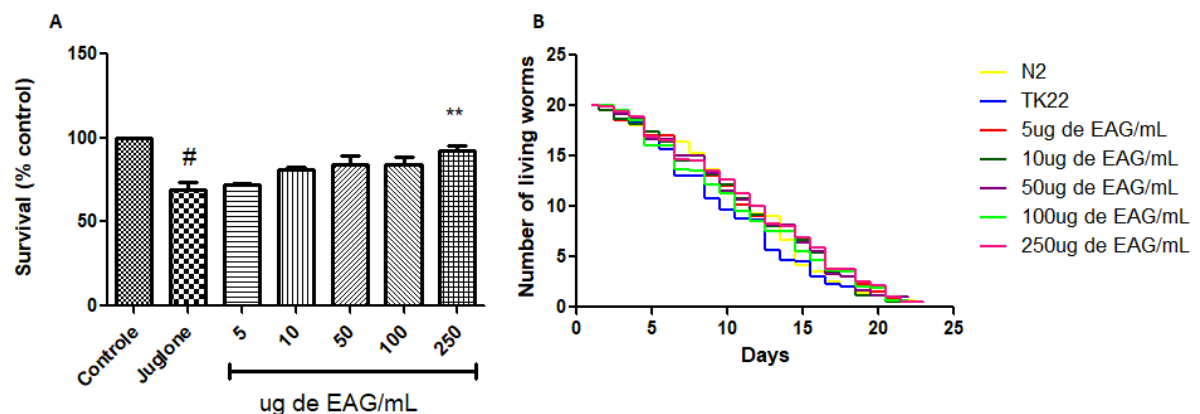 A
Survival (% control)
150
100
50
0
#
**
Controle
Juglone
5
10
50
100
250
ug de EAG/mL
B
Number of living worms
25
20
15
10
5
0
0
5
10
15
20
25
Days
N2
TK22
5ug de EAG/mL
10ug de EAG/mL
50ug de EAG/mL
100ug de EAG/mL
250ug de EAG/mL